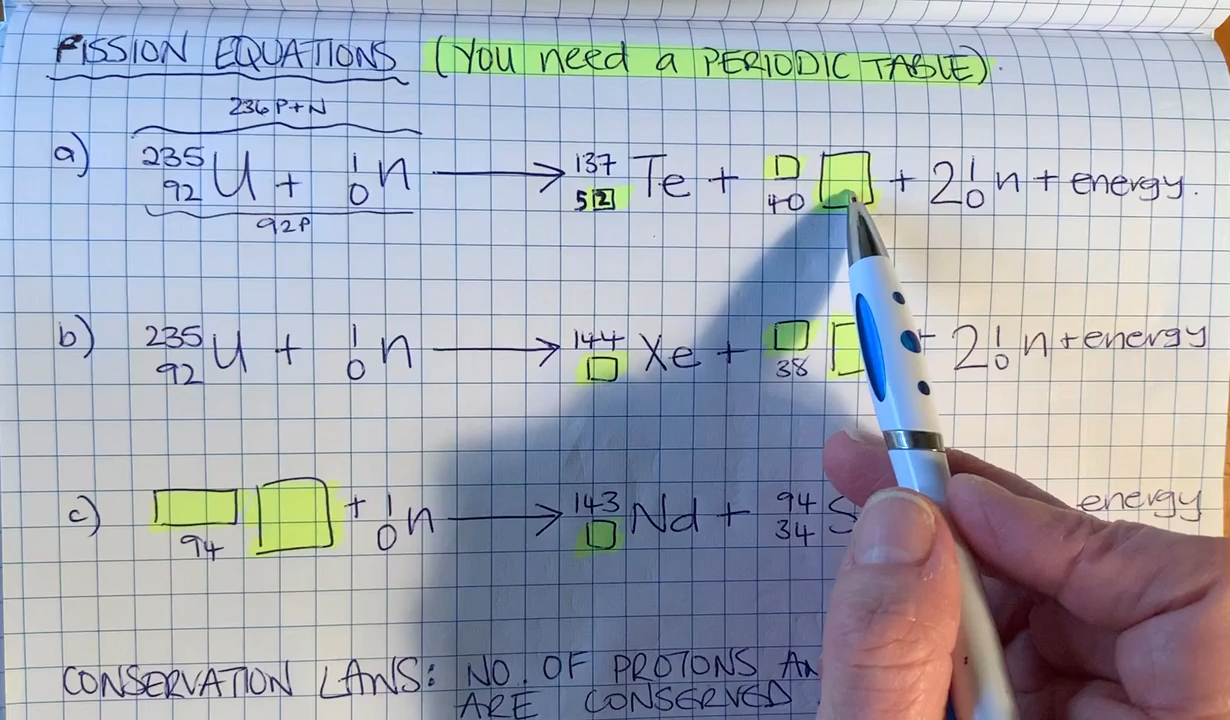 FISSION EQUATIONS (YOU need a PERIODIC TABLE).
236 P+N
a) 235 92 U + 1 0 n → 137 52 Te + □ 40 □ + 2 1 0 n + energy.
92P
b) 235 92 U + 1 0 n → 144 □ Xe + □ 38 □ + 2 1 0 n + energy
c) □ 94 □ + 1 0 n → 143 □ Nd + 94 34 energy
CONSERVATION LAWS: NO. OF PROTONS
ARE CONSERVED